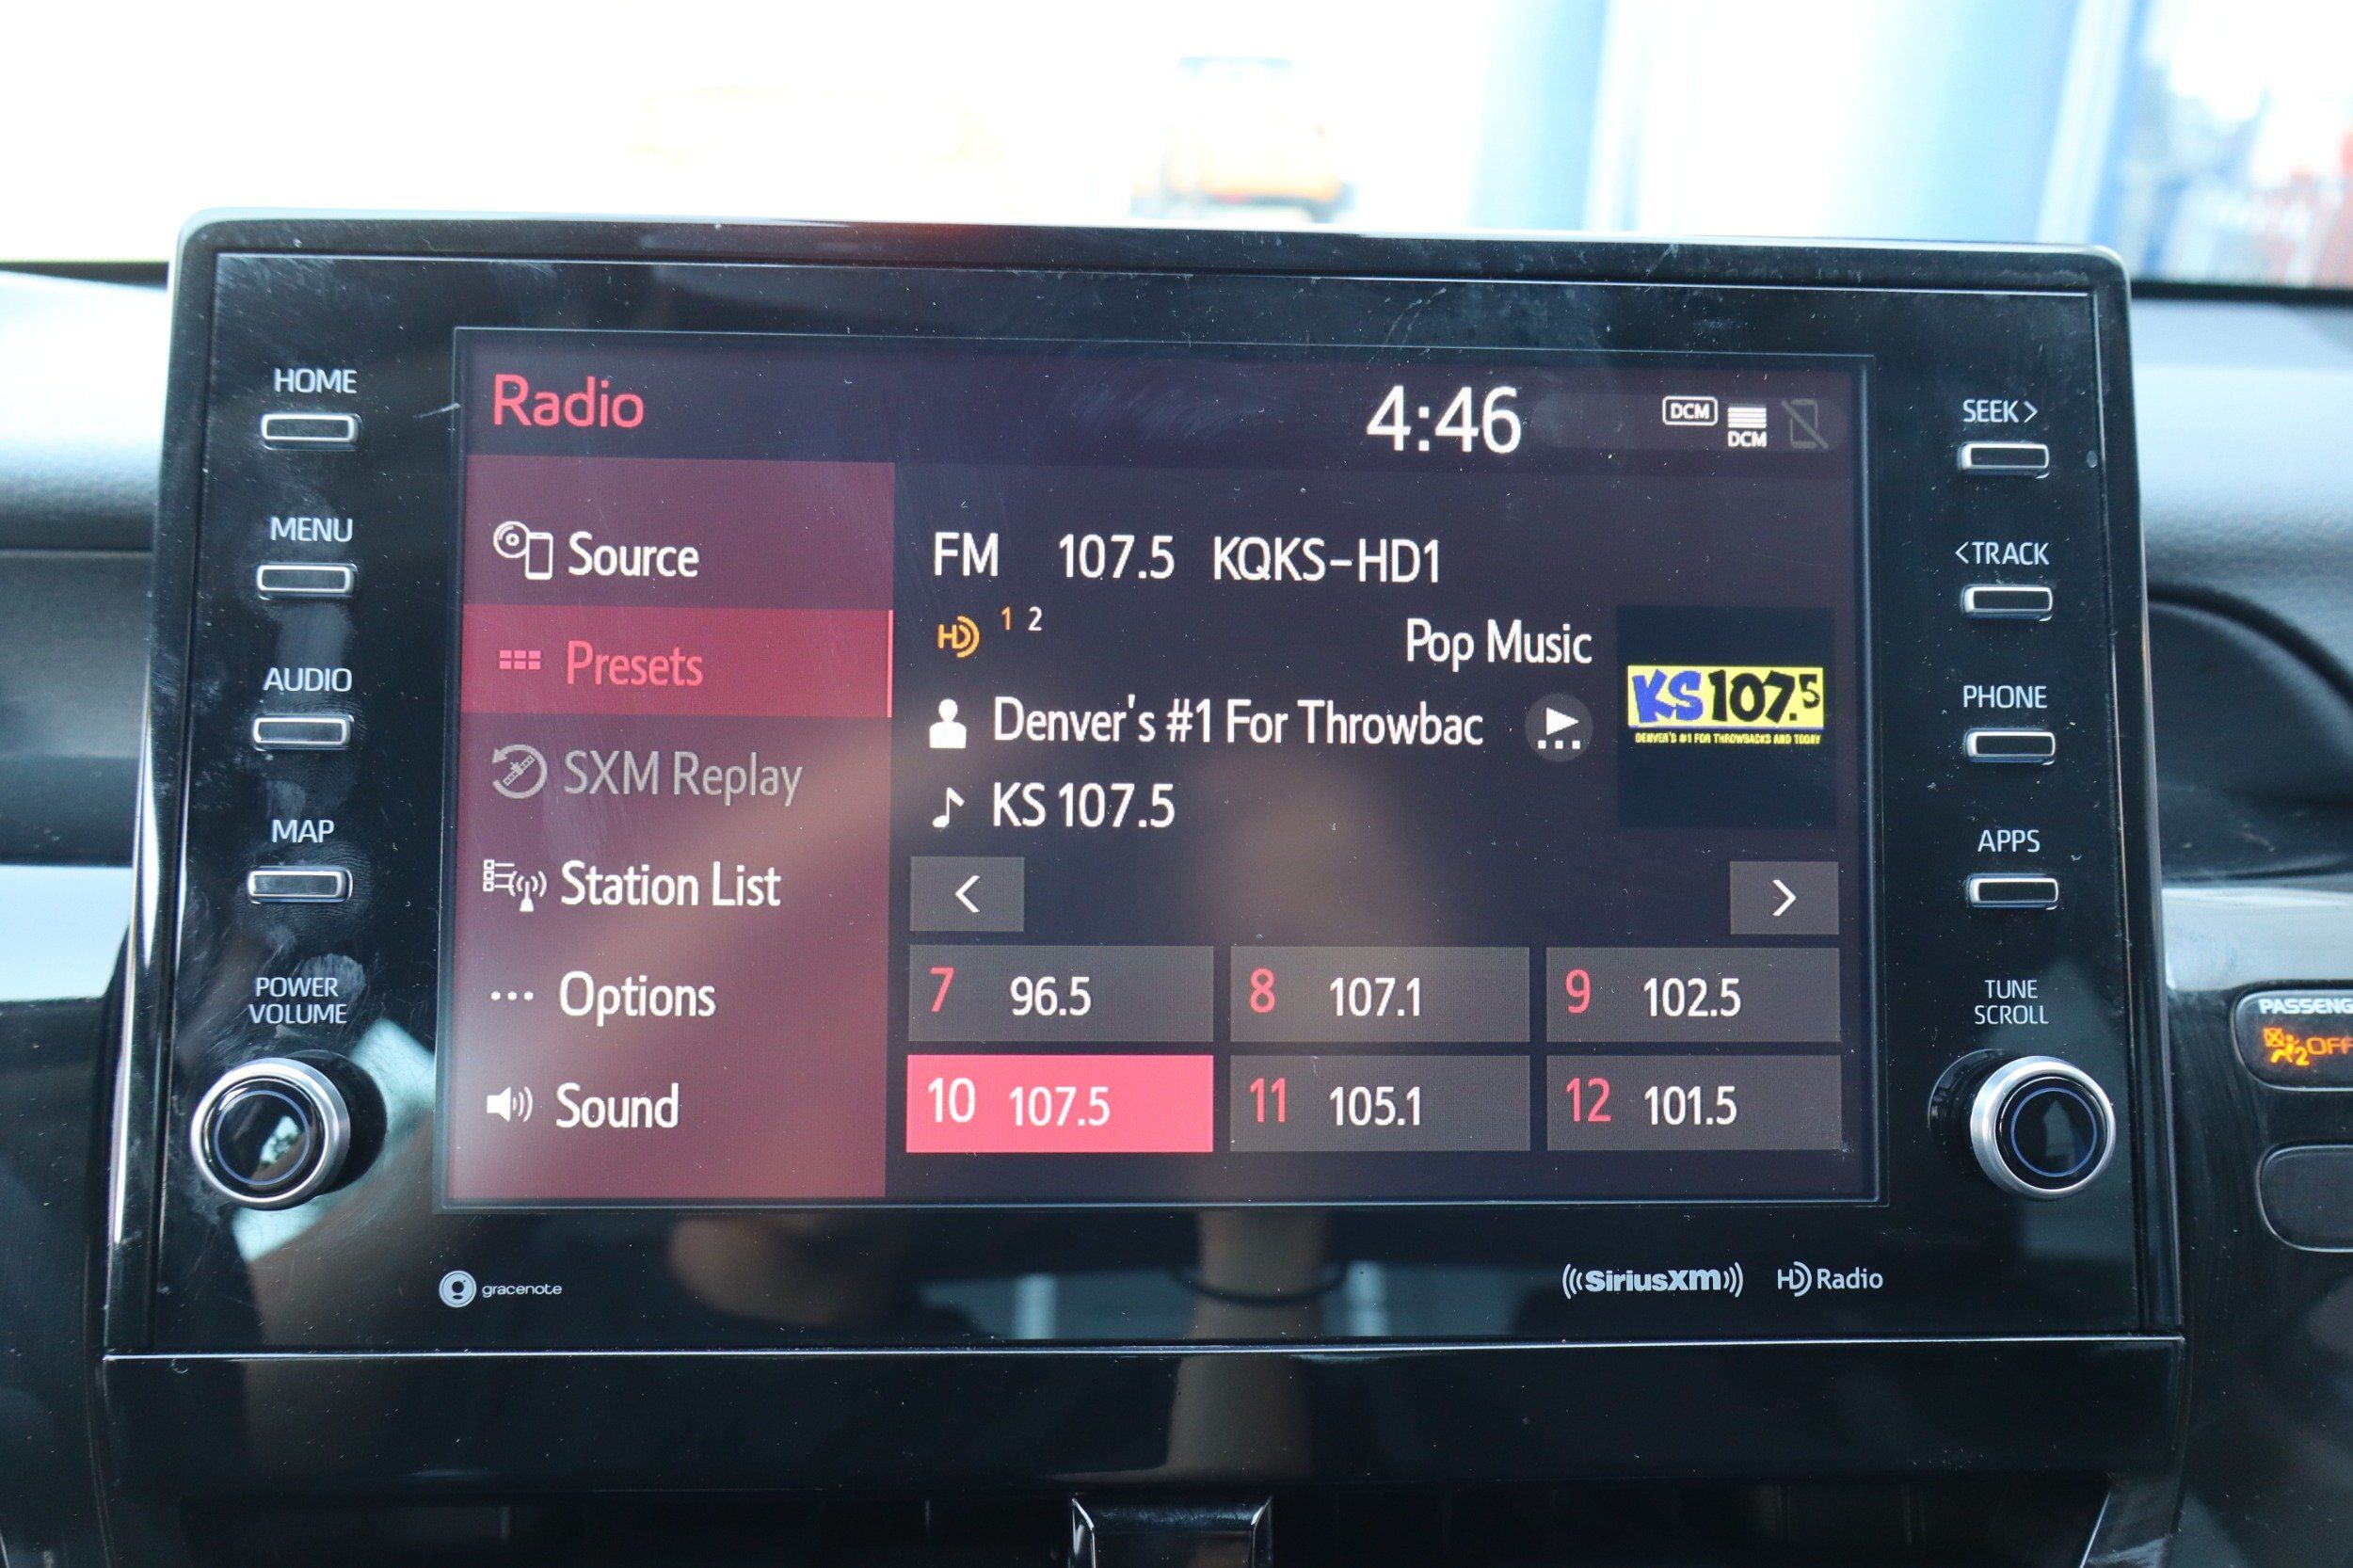 HOME
MENU
AUDIO
MAP
POWER
VOLUME
Radio
4:46
DCM
DCM
Source
Presets
SXM Replay
Station List
Options
Sound
FM 107.5 KQKS-HD1
HD 1 2
Pop Music
Denver's #1 For Throwbac
KS 107.5
KS107.5
DENVER'S #1 FOR THROWBACKS AND TODAY
<
>
7 96.5
8 107.1
9 102.5
10 107.5
11 105.1
12 101.5
SEEK>
<TRACK
PHONE
APPS
TUNE
SCROLL
PASSENG
2 OFF
gracenote
((SiriusXM))
HD Radio